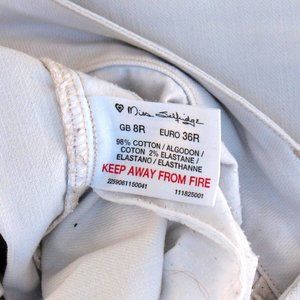 Miss Selfridge
GB 8R EURO 36R
98% COTTON / ALGODON /
COTON 2% ELASTANE /
ELASTANO / ELASTHANNE
KEEP AWAY FROM FIRE
2259061150041 111825001